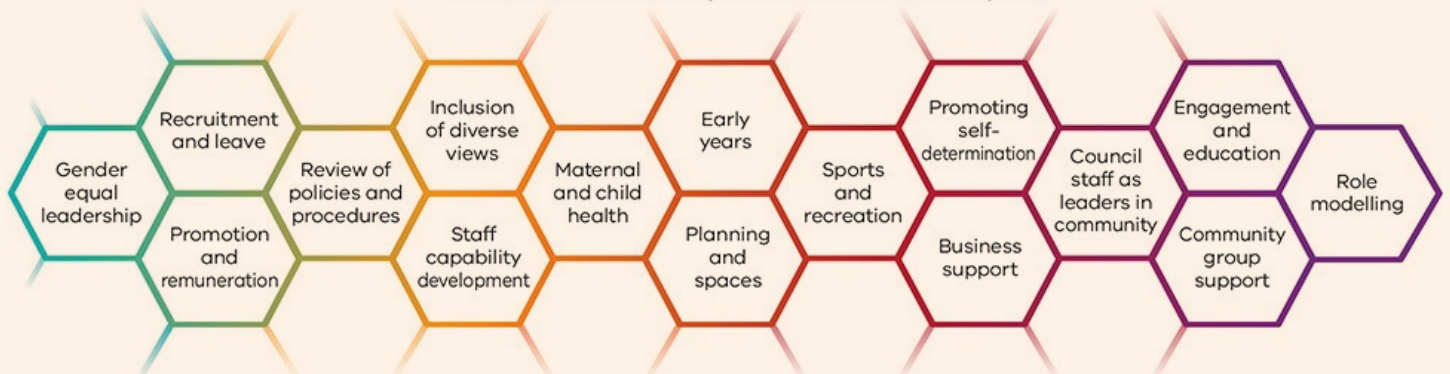 Gender
equal
leadership
Recruitment
and leave
Promotion
and
remuneration
Review of
policies and
procedures
Inclusion
of diverse
views
Staff
capability
development
Maternal
and child
health
Early
years
Planning
and
spaces
Sports
and
recreation
Promoting
self-
determination
Business
support
Council
staff as
leaders in
community
Engagement
and
education
Community
group
support
Role
modelling